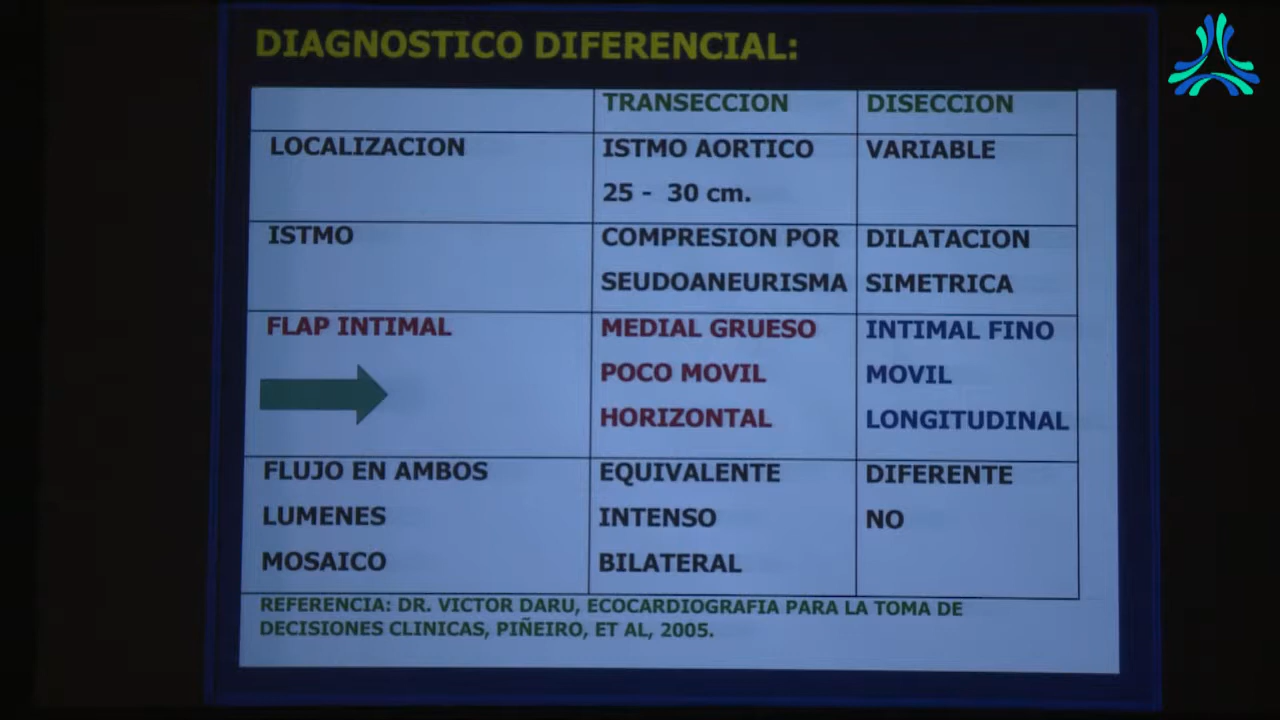 DIAGNOSTICO DIFERENCIAL:
TRANSECCION DISECCION
LOCALIZACION ISTMO AORTICO VARIABLE
25 - 30 cm.
ISTMO COMPRESION POR DILATACION
SEUDOANEURISMA SIMETRICA
FLAP INTIMAL MEDIAL GRUESO INTIMAL FINO
POCO MOVIL MOVIL
HORIZONTAL LONGITUDINAL
FLUJO EN AMBOS EQUIVALENTE DIFERENTE
LUMENES INTENSO NO
MOSAICO BILATERAL
REFERENCIA: DR. VICTOR DARU, ECOCARDIOGRAFIA PARA LA TOMA DE
DECISIONES CLINICAS, PIÑEIRO, ET AL, 2005.